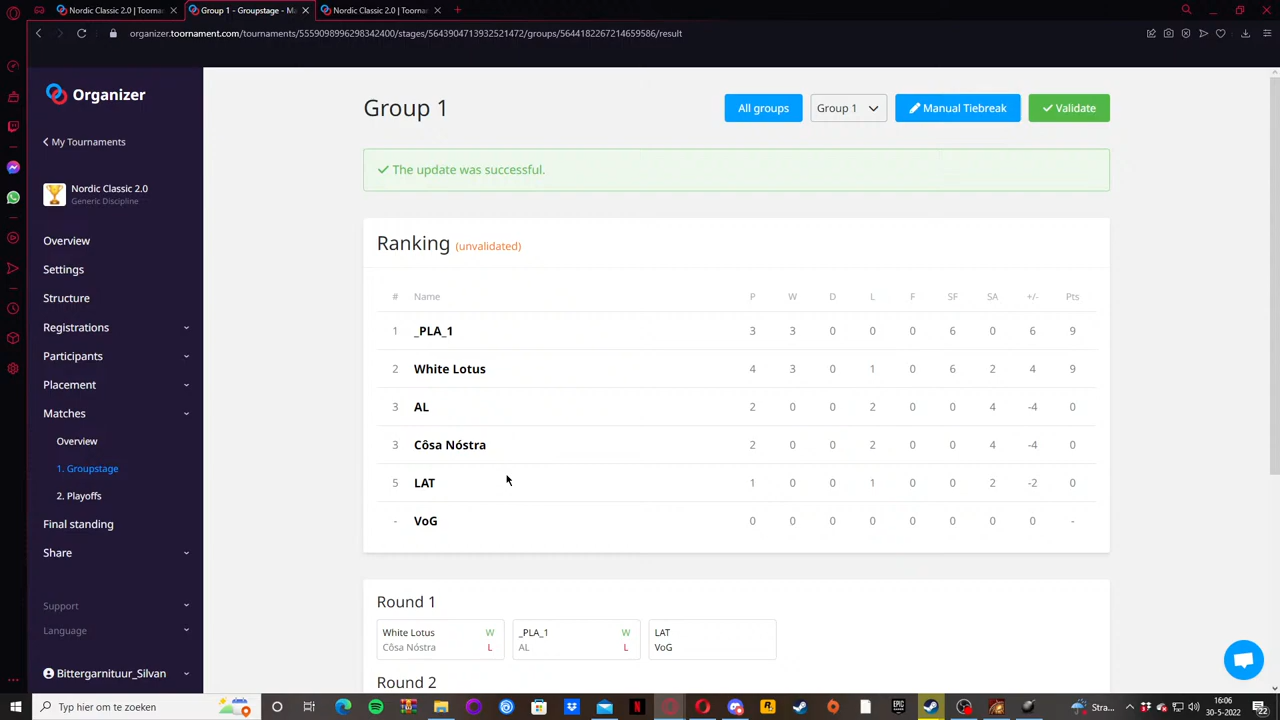 Nordic Classic 2.0 | Toorna
Group 1 - Groupstage - Ma
Nordic Classic 2.0 | Toorna
organizer.toornament.com/tournaments/5559098996298342400/stages/5643904713932521472/groups/5644182267214659586/result
Organizer
My Tournaments
Nordic Classic 2.0
Generic Discipline
Overview
Settings
Structure
Registrations
Participants
Placement
Matches
Overview
1. Groupstage
2. Playoffs
Final standing
Share
Support
Language
Bittergarnituur_Silvan
Group 1
All groups
Group 1
Manual Tiebreak
Validate
The update was successful.
Ranking (unvalidated)
# Name P W D L F SF SA +/- Pts
1 _PLA_1 3 3 0 0 0 6 0 6 9
2 White Lotus 4 3 0 1 0 6 2 4 9
3 AL 2 0 0 2 0 0 4 -4 0
3 Côsa Nóstra 2 0 0 2 0 0 4 -4 0
5 LAT 1 0 0 1 0 0 2 -2 0
- VoG 0 0 0 0 0 0 0 0 -
Round 1
White Lotus W
Côsa Nóstra L
_PLA_1 W
AL L
LAT
VoG
Round 2
Typ hier om te zoeken
Stra...
16:06
30-5-2022